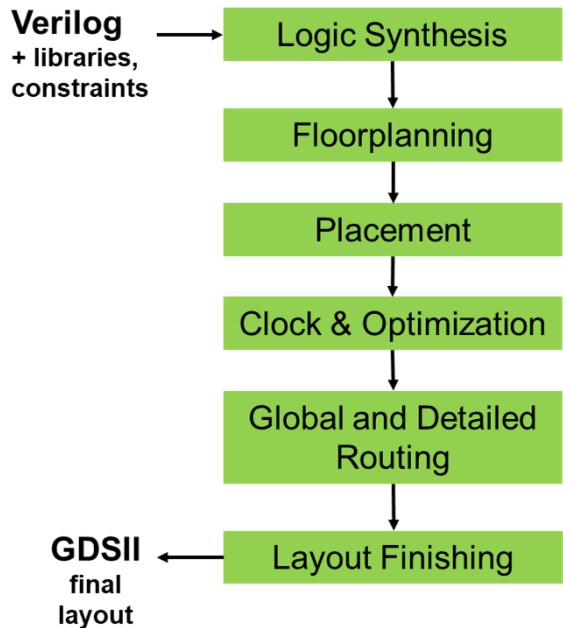 Verilog
+ libraries,
constraints
Logic Synthesis
Floorplanning
Placement
Clock & Optimization
Global and Detailed
Routing
Layout Finishing
GDSII
final
layout